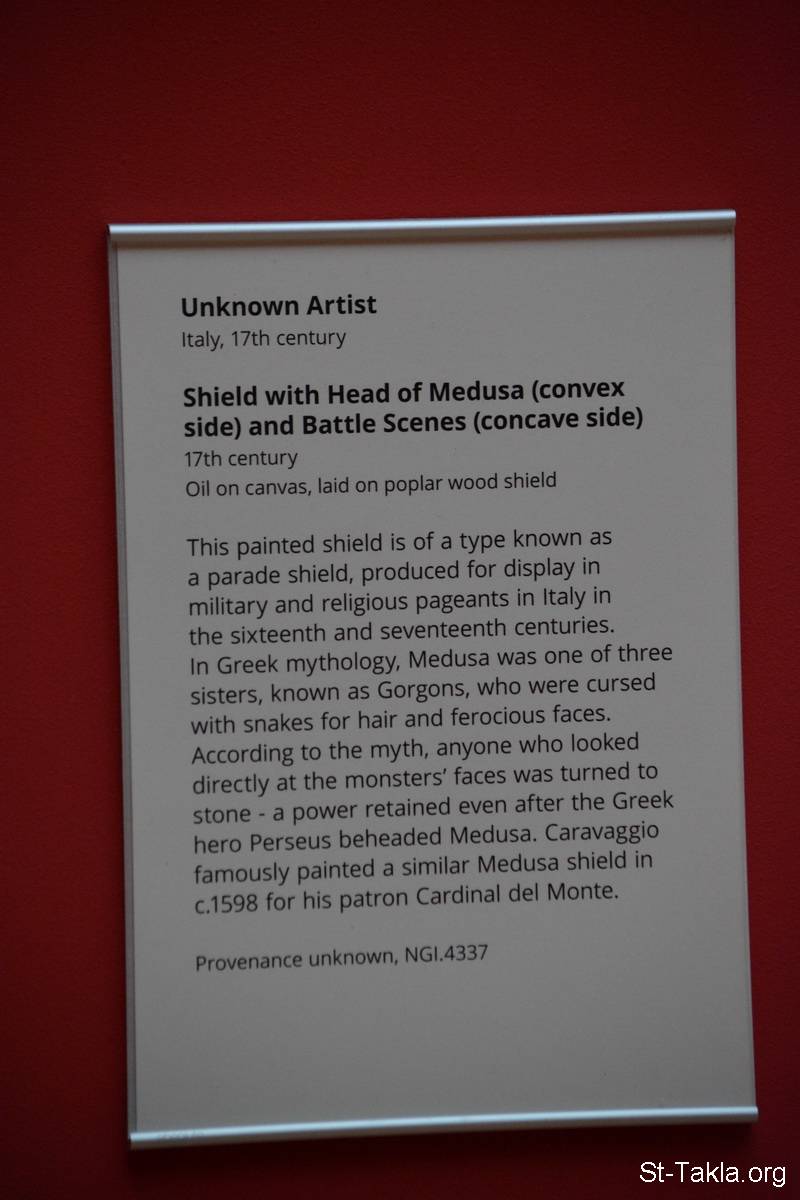 Unknown Artist
Italy, 17th century
Shield with Head of Medusa (convex
side) and Battle Scenes (concave side)
17th century
Oil on canvas, laid on poplar wood shield
This painted shield is of a type known as
a parade shield, produced for display in
military and religious pageants in Italy in
the sixteenth and seventeenth centuries.
In Greek mythology, Medusa was one of three
sisters, known as Gorgons, who were cursed
with snakes for hair and ferocious faces.
According to the myth, anyone who looked
directly at the monsters’ faces was turned to
stone - a power retained even after the Greek
hero Perseus beheaded Medusa. Caravaggio
famously painted a similar Medusa shield in
c.1598 for his patron Cardinal del Monte.
Provenance unknown, NGI.4337
St-Takla.org